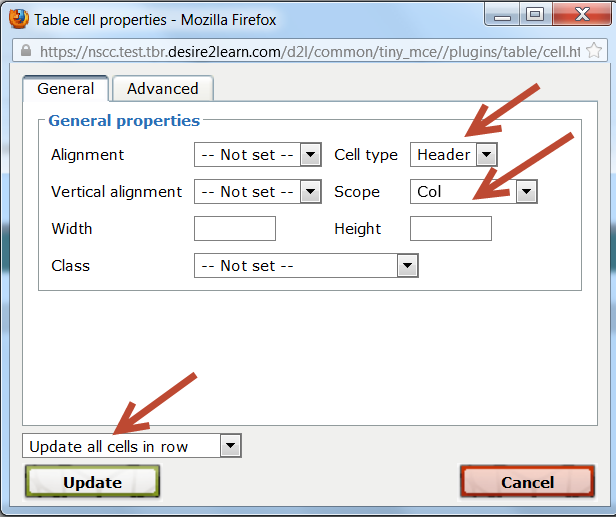 Table cell properties - Mozilla Firefox
https://nscc.test.tbr.desire2learn.com/d2l/common/tiny_mce//plugins/table/cell.ht
General Advanced
General properties
Alignment -- Not set -- Cell type Header
Vertical alignment -- Not set -- Scope Col
Width Height
Class -- Not set --
Update all cells in row
Update Cancel